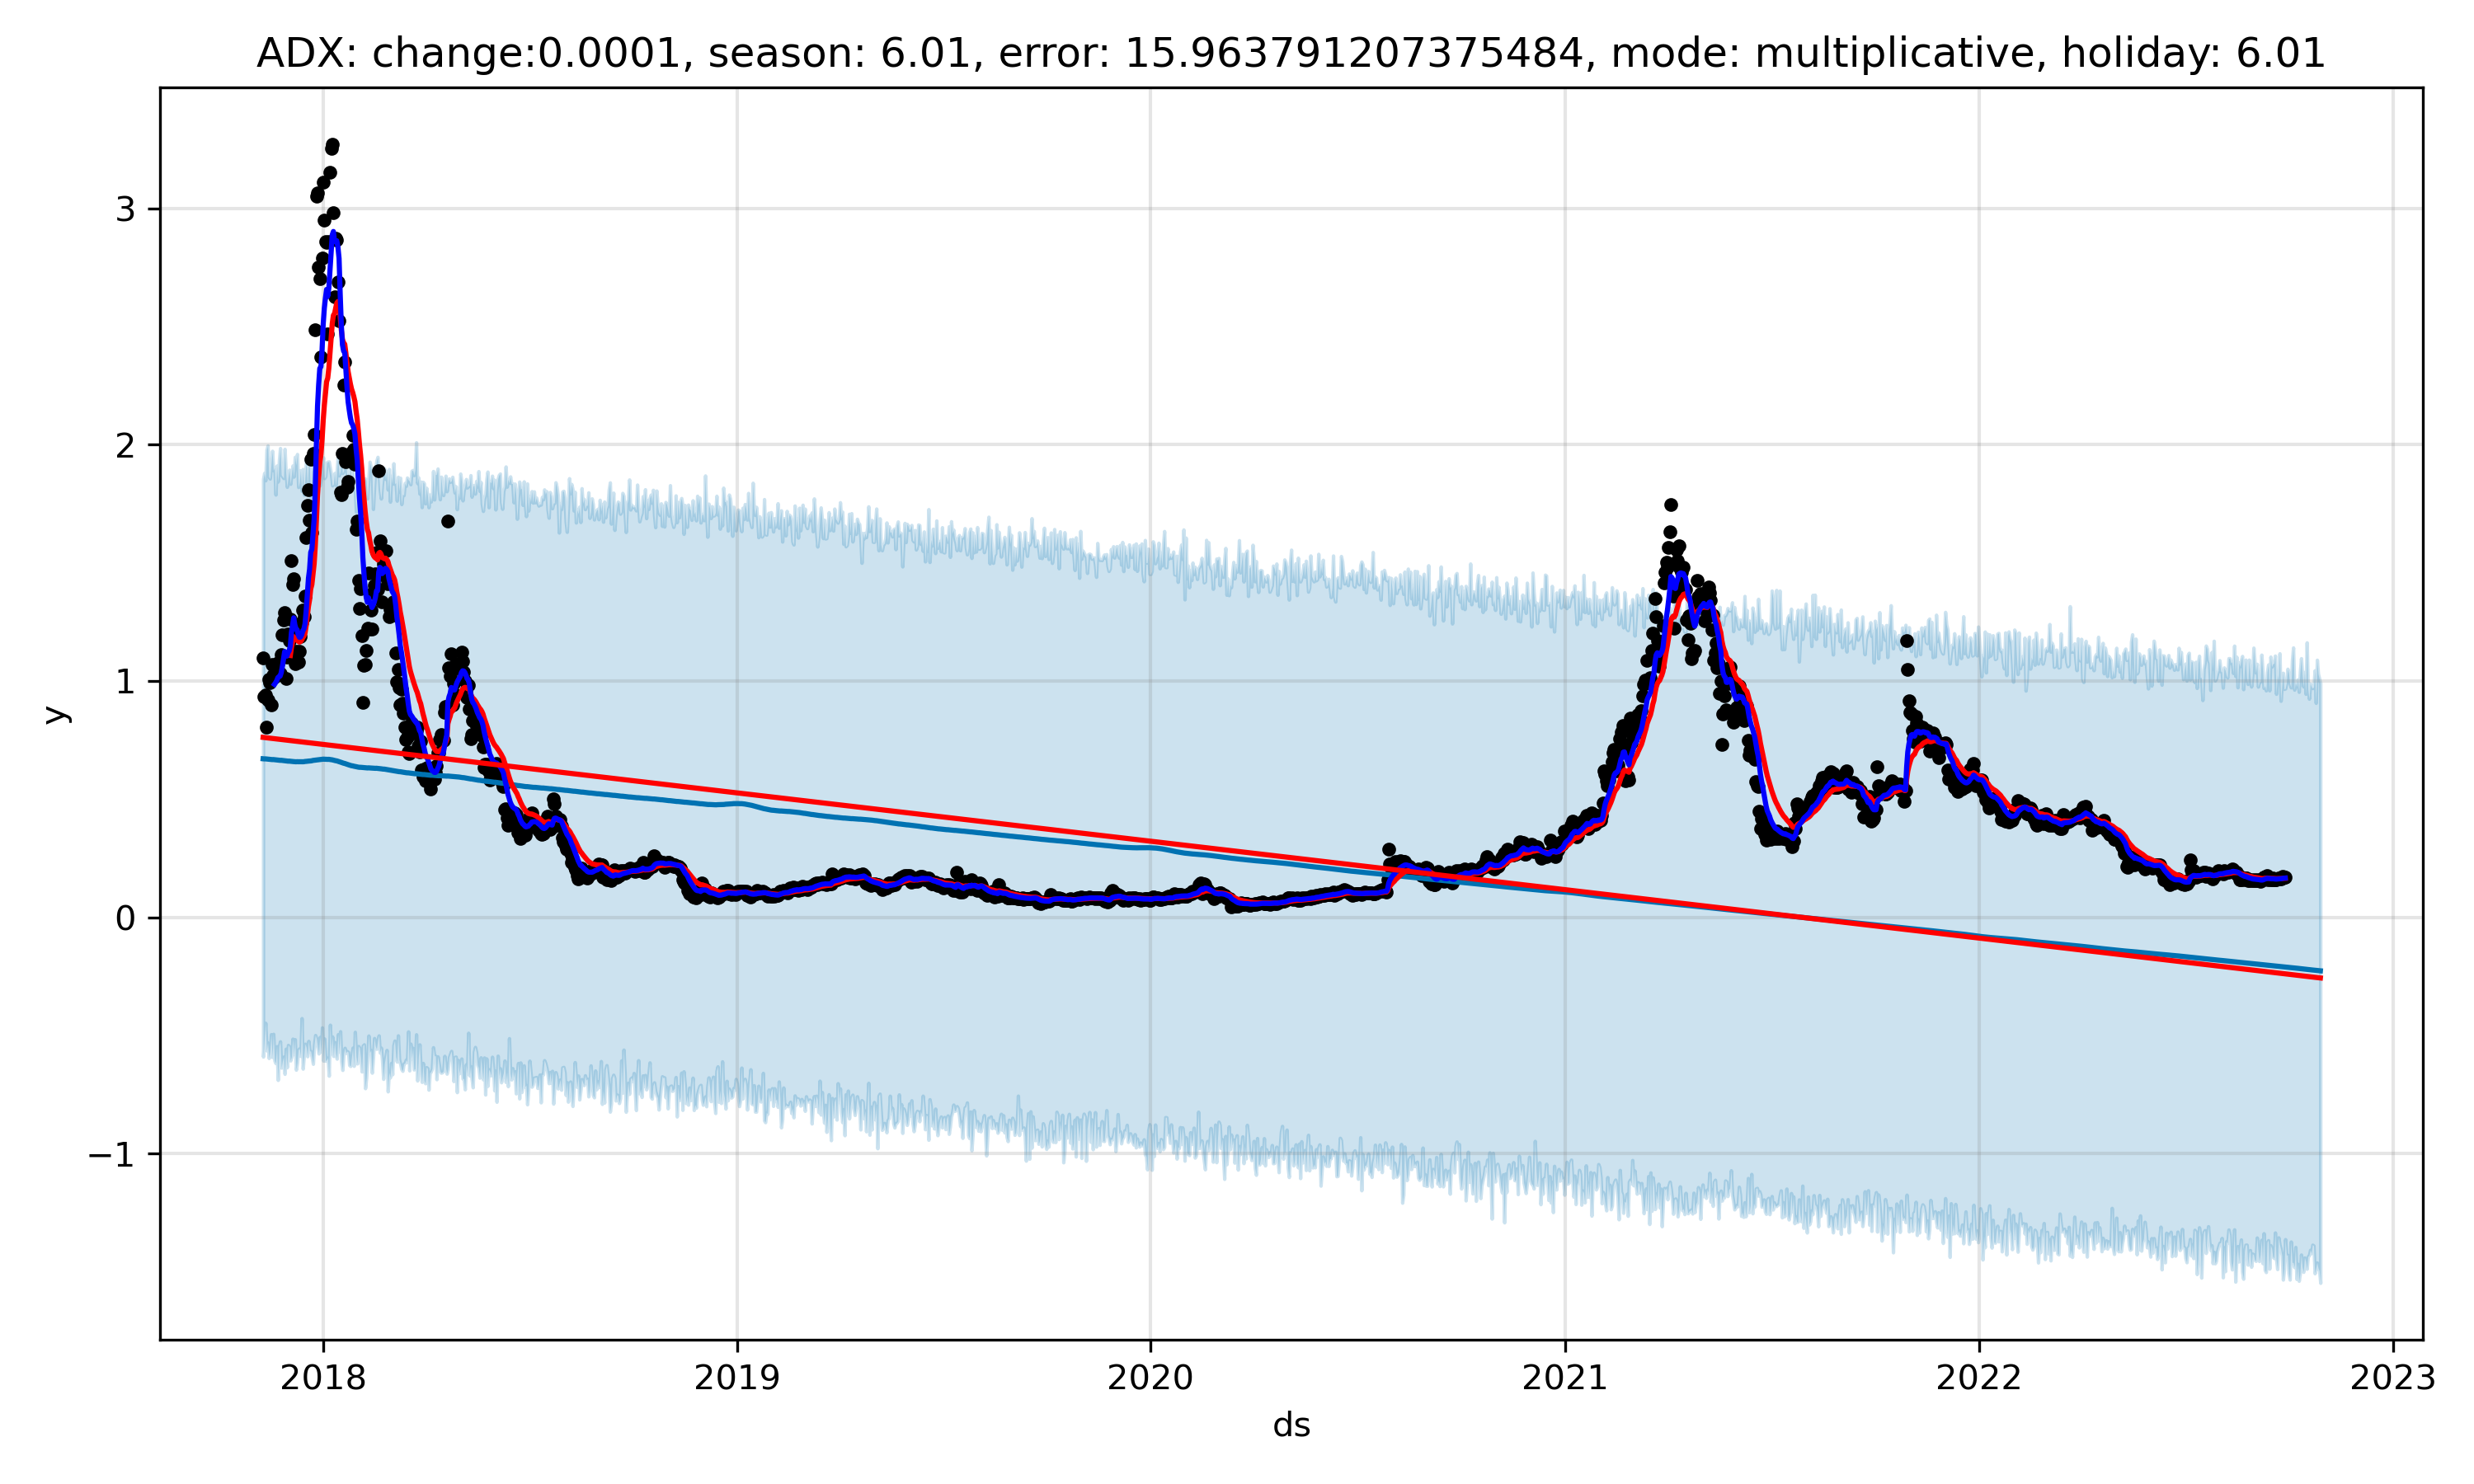 ADX: change:0.0001, season: 6.01, error: 15.963791207375484, mode: multiplicative, holiday: 6.01
3
2
1
0
−1
y
2018 2019 2020 2021 2022 2023
ds